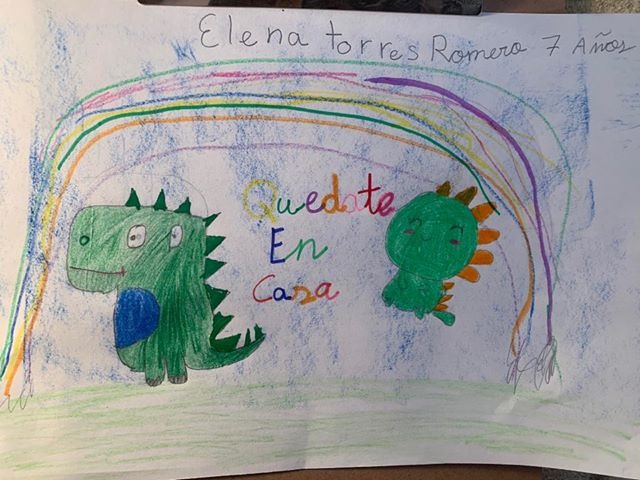 Elena torres Romero 7 Años
Quedate
En
Casa